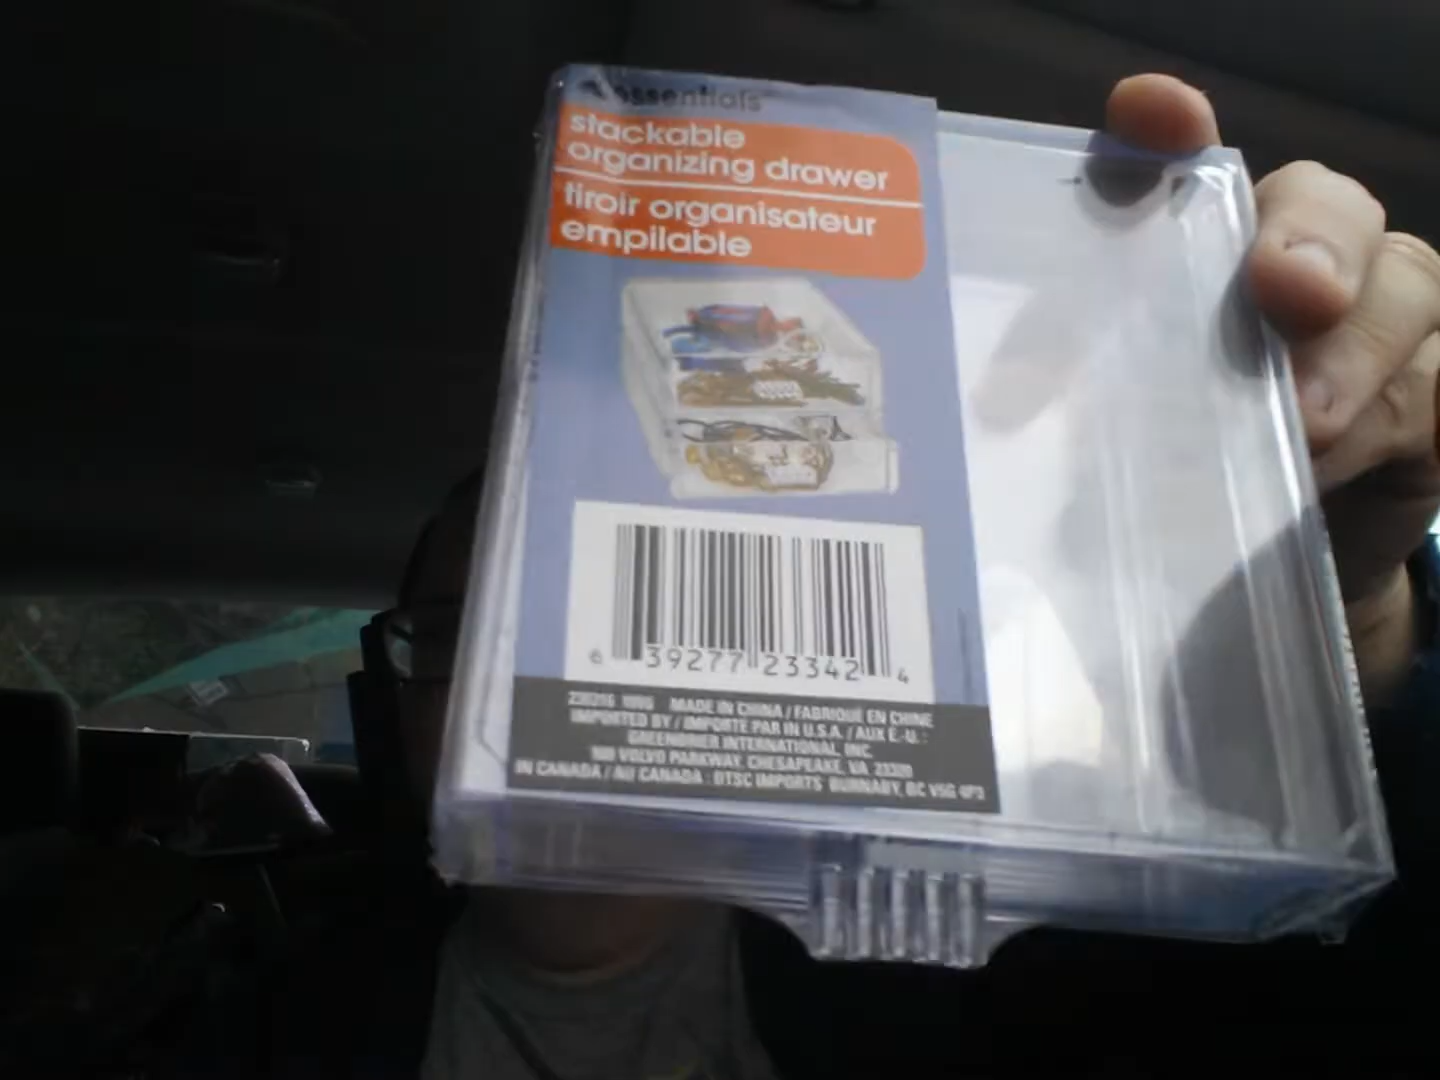 essentials
stackable
organizing drawer
tiroir organisateur
empilable
6 39277 23342 4
MADE IN CHINA / FABRIQUÉ EN CHINE
IMPORTED BY / IMPORTÉ PAR IN U.S.A. / AUX É.-U. :
GREENBRIER INTERNATIONAL, INC.
VOLVO PARKWAY, CHESAPEAKE, VA 23320
IN CANADA / AU CANADA : DTSC IMPORTS BURNABY, BC V5G 4P3